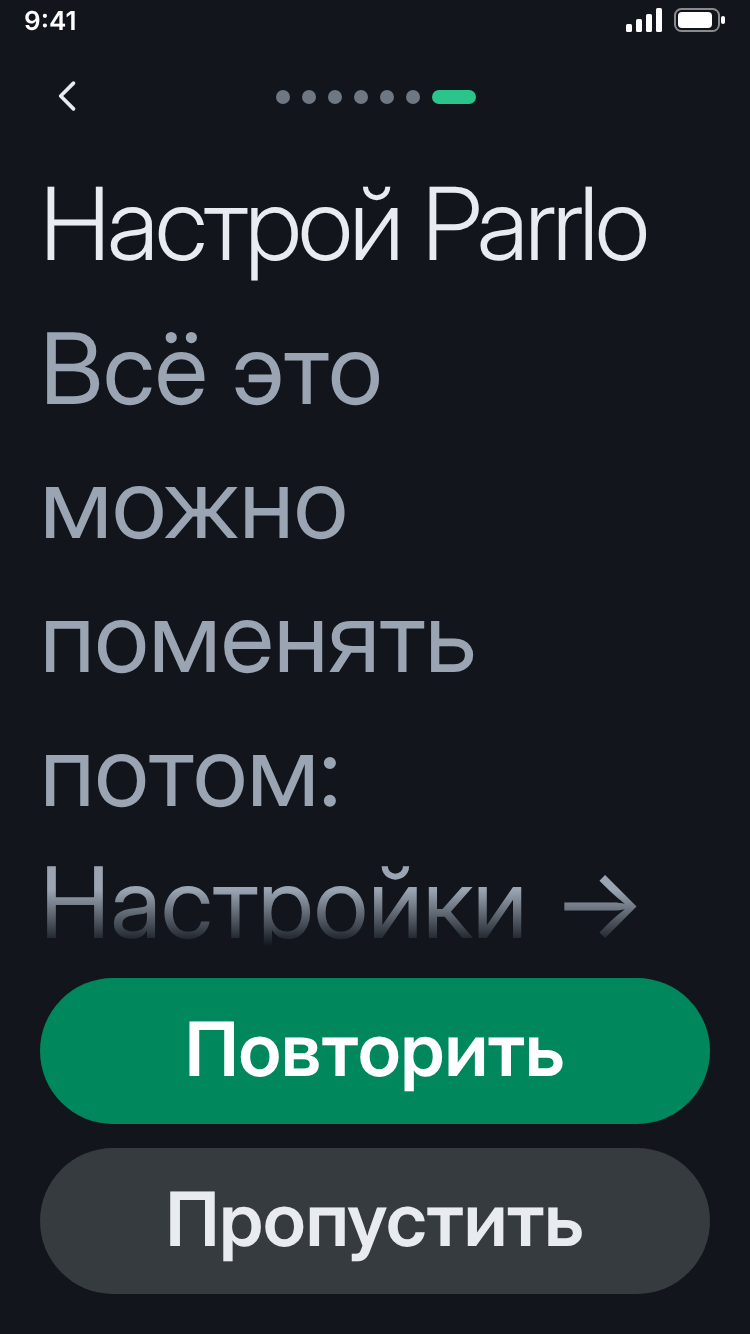 9:41
Настрой Parrlo
Всё это
можно
поменять
потом:
Настройки →
Повторить
Пропустить